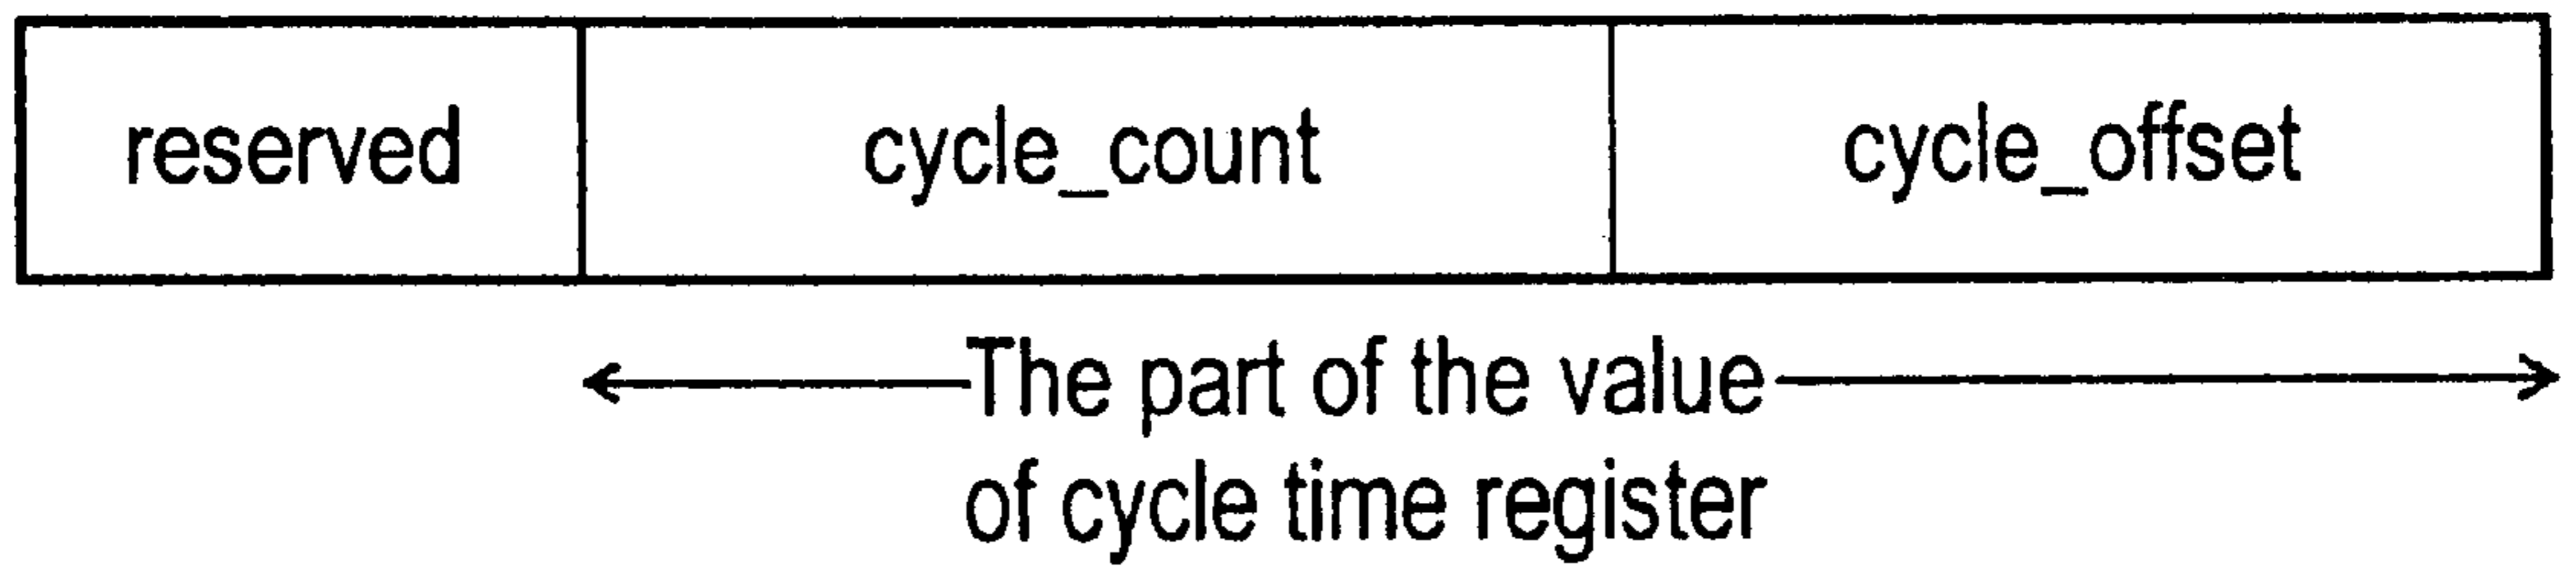 reserved cycle_count cycle_offset
The part of the value
of cycle time register